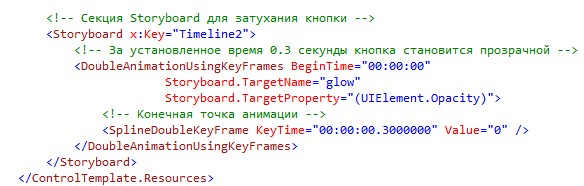 <!-- Секция Storyboard для затухания кнопки -->
<Storyboard x:Key="Timeline2">
<!-- За установленное время 0.3 секунды кнопка становится прозрачной -->
<DoubleAnimationUsingKeyFrames BeginTime="00:00:00"
Storyboard.TargetName="glow"
Storyboard.TargetProperty="(UIElement.Opacity)">
<!-- Конечная точка анимации -->
<SplineDoubleKeyFrame KeyTime="00:00:00.3000000" Value="0" />
</DoubleAnimationUsingKeyFrames>
</Storyboard>
</ControlTemplate.Resources>